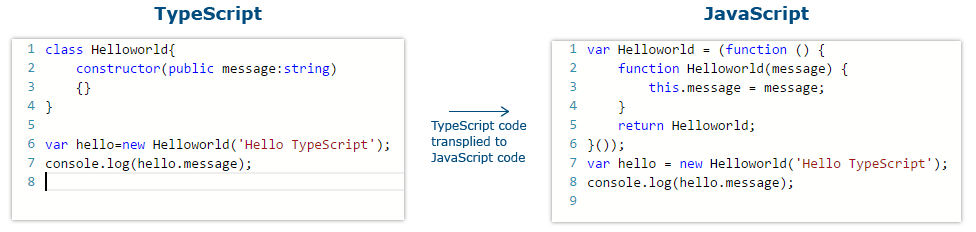 TypeScript
1 class Helloworld{
2     constructor(public message:string)
3     {}
4 }
5
6 var hello=new Helloworld('Hello TypeScript');
7 console.log(hello.message);
8
TypeScript code
transplied to
JavaScript code
JavaScript
1 var Helloworld = (function () {
2     function Helloworld(message) {
3         this.message = message;
4     }
5     return Helloworld;
6 }());
7 var hello = new Helloworld('Hello TypeScript');
8 console.log(hello.message);
9